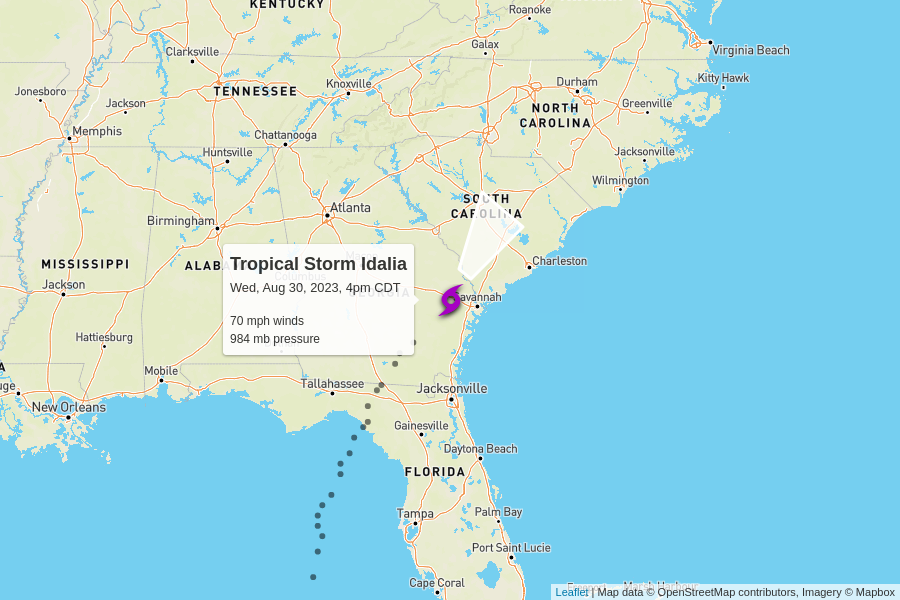 KENTUCKY
Roanoke
Clarksville
Galax
Virginia Beach
Jonesboro
TENNESSEE
Knoxville
Durham
Kitty Hawk
Jackson
NORTH
CAROLINA
Greenville
Memphis
Chattanooga
Huntsville
Jacksonville
Wilmington
Atlanta
SOUTH
CAROLINA
Birmingham
MISSISSIPPI
ALABA
Charleston
Jackson
Tropical Storm Idalia
Wed, Aug 30, 2023, 4pm CDT
70 mph winds
984 mb pressure
Savannah
Hattiesburg
Mobile
Tallahassee
Jacksonville
New Orleans
Gainesville
Daytona Beach
FLORIDA
Tampa
Palm Bay
Port Saint Lucie
Cape Coral
Leaflet | Map data © OpenStreetMap contributors, Imagery © Mapbox